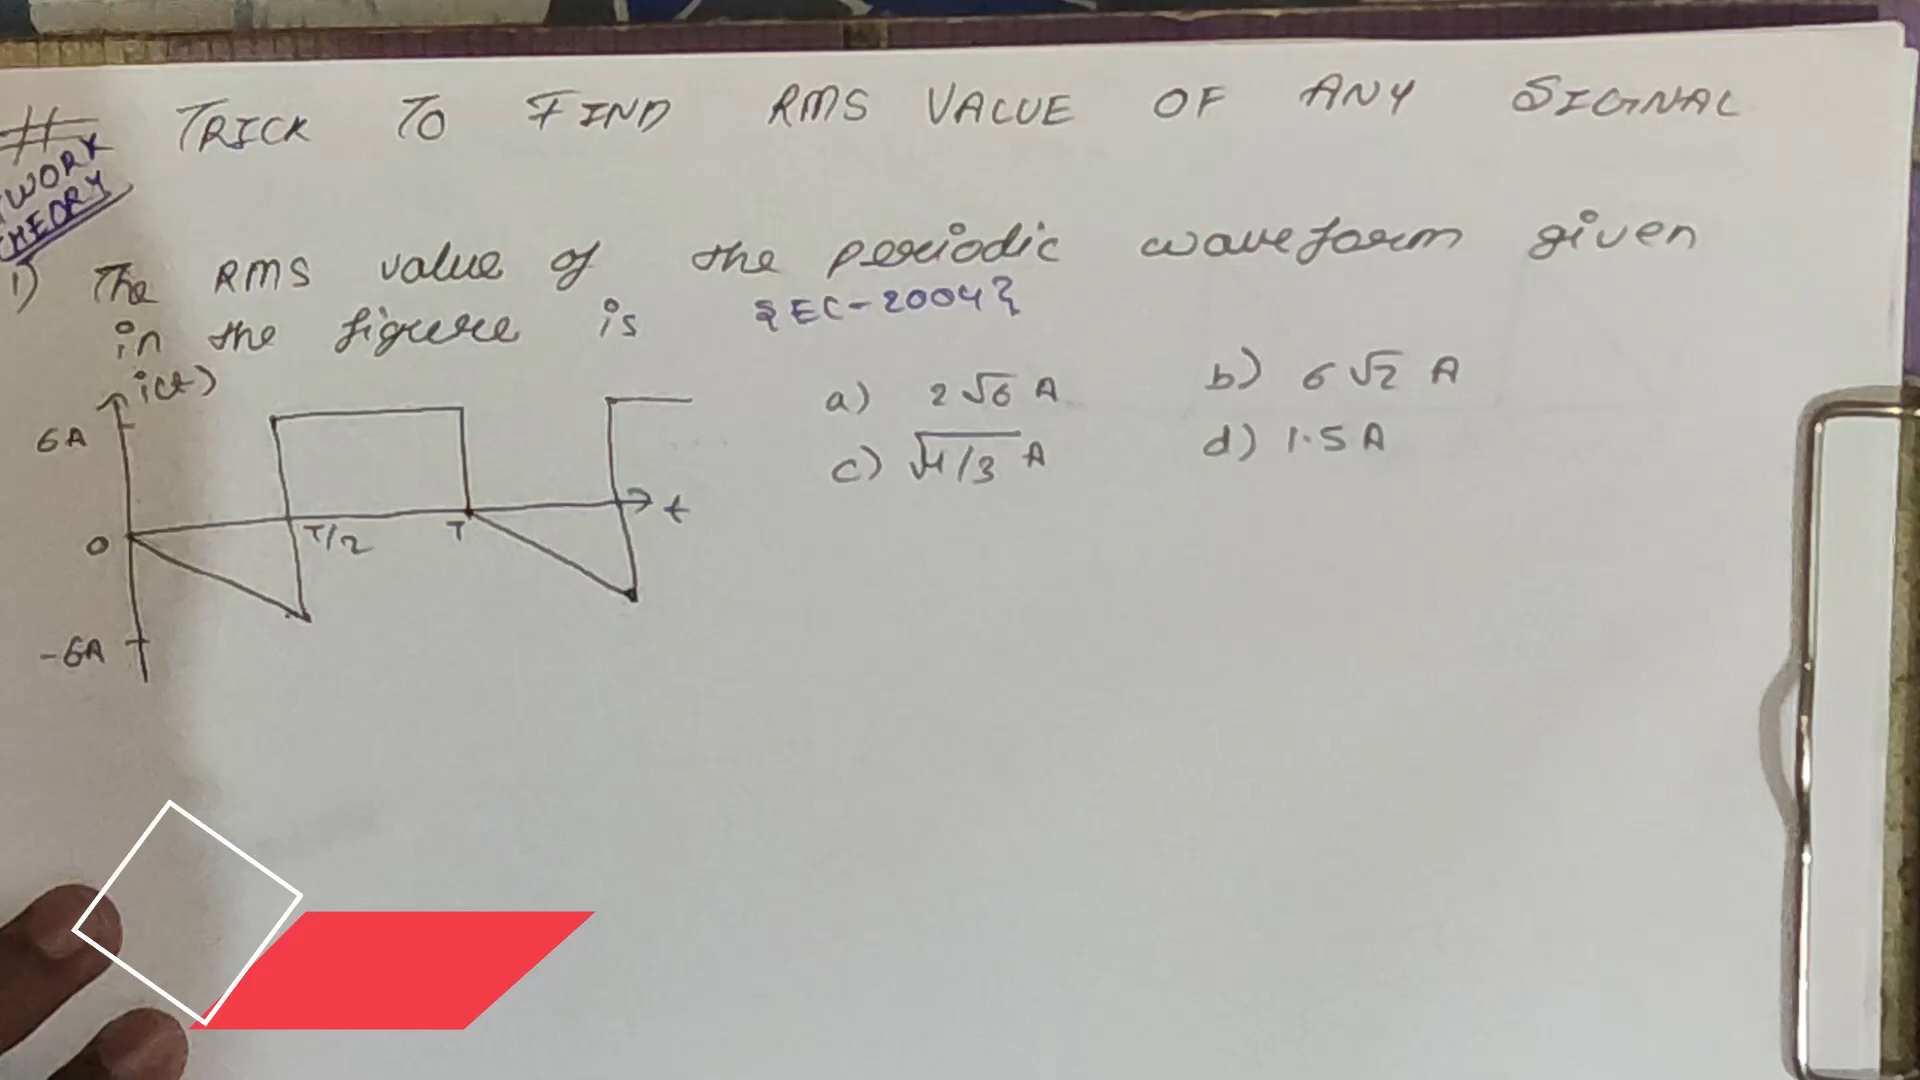 # TRICK TO FIND RMS VALUE OF ANY SIGNAL
TWORK
THEORY
1) The RMS value of the periodic waveform given
in the figure is {EC-2004}
i(t)
a) 2√6 A b) 6√2 A
6A
c) √4/3 A d) 1.5 A
t
0 T/2 T
-6A